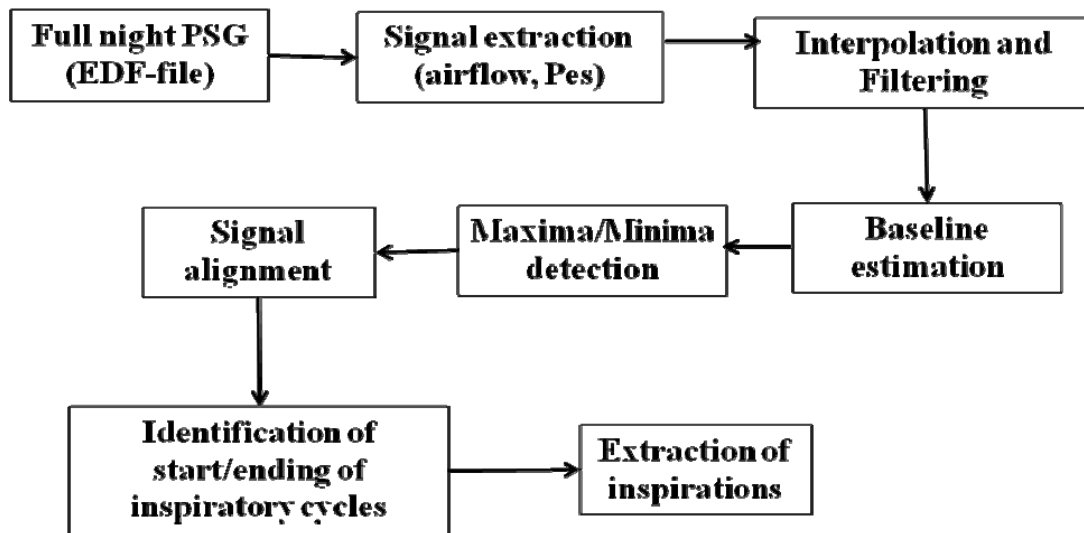 Full night PSG
(EDF-file)
Signal extraction
(airflow, Pes)
Interpolation and
Filtering
Baseline
estimation
Maxima/Minima
detection
Signal
alignment
Identification of
start/ending of
inspiratory cycles
Extraction of
inspirations